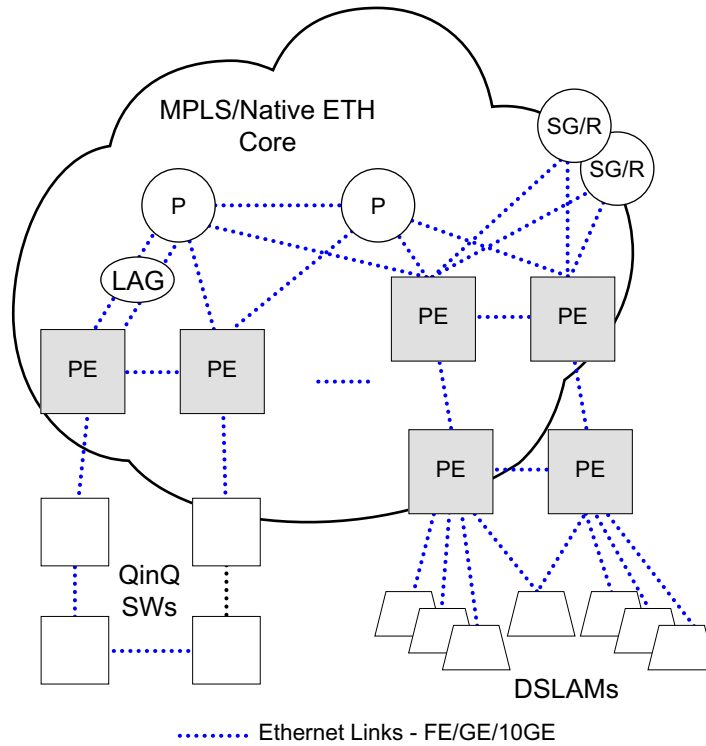 MPLS/Native ETH
Core
SG/R
SG/R
P
P
LAG
PE
PE
PE
PE
PE
PE
QinQ
SWs
DSLAMs
Ethernet Links - FE/GE/10GE